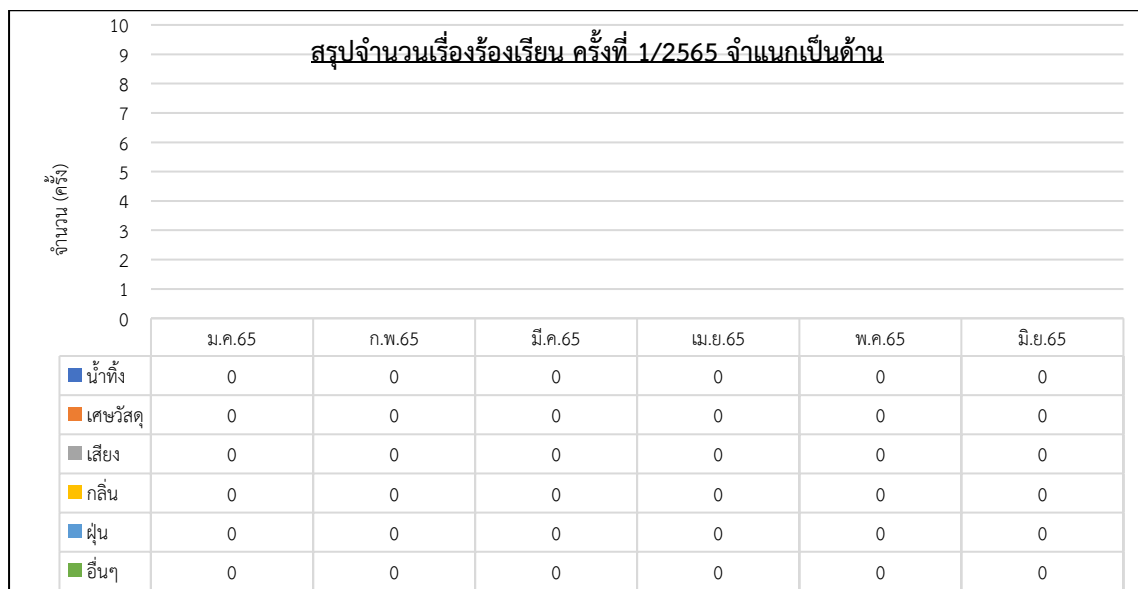 สรุปจำนวนเรื่องร้องเรียน ครั้งที่ 1/2565 จำแนกเป็นด้าน
จำนวน (ครั้ง)
10
9
8
7
6
5
4
3
2
1
0
ม.ค.65 ก.พ.65 มี.ค.65 เม.ย.65 พ.ค.65 มิ.ย.65
น้ำทิ้ง 0 0 0 0 0 0
เศษวัสดุ 0 0 0 0 0 0
เสียง 0 0 0 0 0 0
กลิ่น 0 0 0 0 0 0
ฝุ่น 0 0 0 0 0 0
อื่นๆ 0 0 0 0 0 0